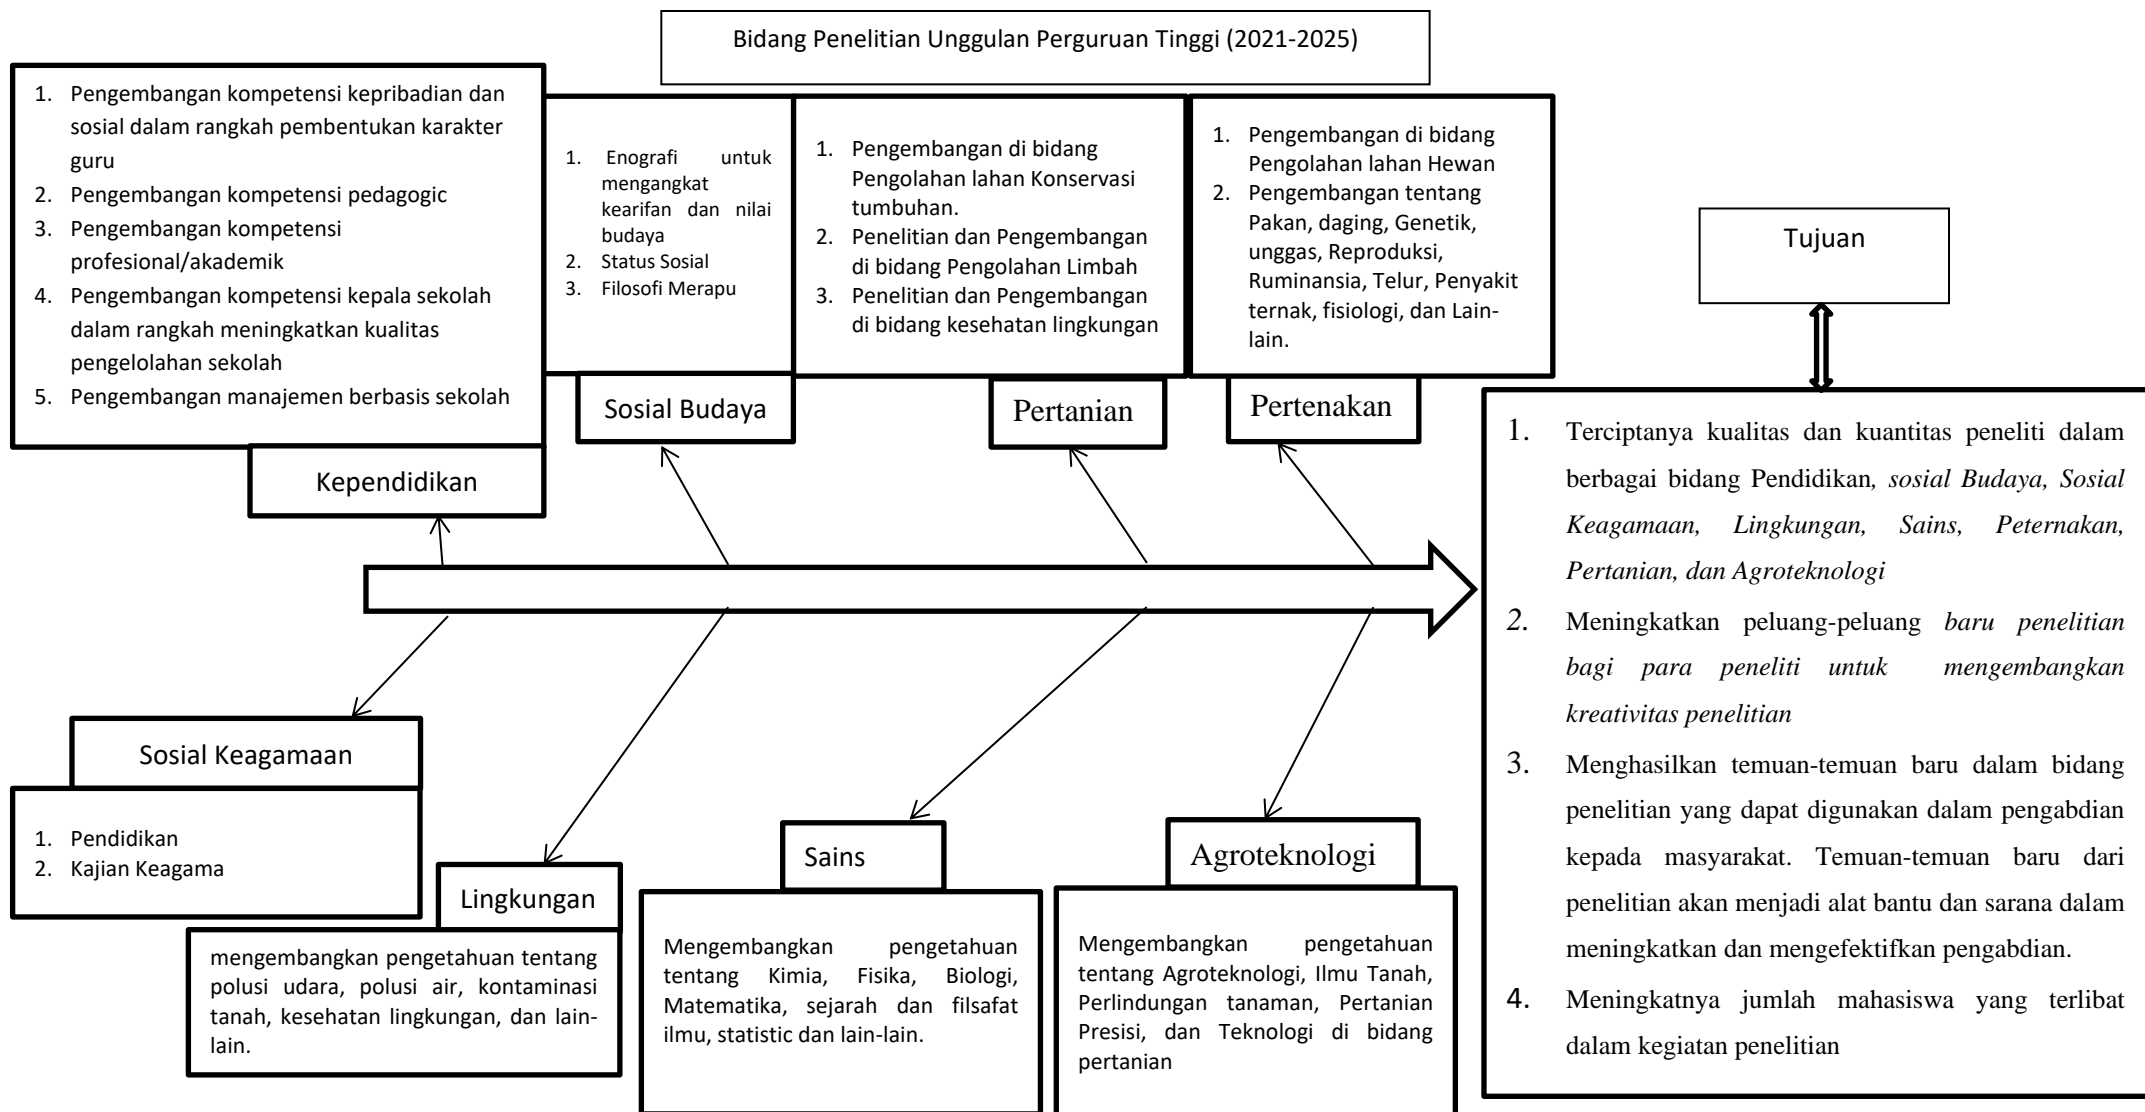 Bidang Penelitian Unggulan Perguruan Tinggi (2021-2025)
1. Pengembangan kompetensi kepribadian dan
sosial dalam rangkah pembentukan karakter
guru
2. Pengembangan kompetensi pedagogic
3. Pengembangan kompetensi
profesional/akademik
4. Pengembangan kompetensi kepala sekolah
dalam rangkah meningkatkan kualitas
pengelolahan sekolah
5. Pengembangan manajemen berbasis sekolah
Kependidikan
1. Enografi untuk
mengangkat
kearifan dan nilai
budaya
2. Status Sosial
3. Filosofi Merapu
Sosial Budaya
1. Pengembangan di bidang
Pengolahan lahan Konservasi
tumbuhan.
2. Penelitian dan Pengembangan
di bidang Pengolahan Limbah
3. Penelitian dan Pengembangan
di bidang kesehatan lingkungan
Pertanian
1. Pengembangan di bidang
Pengolahan lahan Hewan
2. Pengembangan tentang
Pakan, daging, Genetik,
unggas, Reproduksi,
Ruminansia, Telur, Penyakit
ternak, fisiologi, dan Lain-
lain.
Pertenakan
Tujuan
1. Terciptanya kualitas dan kuantitas peneliti dalam
berbagai bidang Pendidikan, sosial Budaya, Sosial
Keagamaan, Lingkungan, Sains, Peternakan,
Pertanian, dan Agroteknologi
2. Meningkatkan peluang-peluang baru penelitian
bagi para peneliti untuk mengembangkan
kreativitas penelitian
3. Menghasilkan temuan-temuan baru dalam bidang
penelitian yang dapat digunakan dalam pengabdian
kepada masyarakat. Temuan-temuan baru dari
penelitian akan menjadi alat bantu dan sarana dalam
meningkatkan dan mengefektifkan pengabdian.
4. Meningkatnya jumlah mahasiswa yang terlibat
dalam kegiatan penelitian
Sosial Keagamaan
1. Pendidikan
2. Kajian Keagama
Lingkungan
mengembangkan pengetahuan tentang
polusi udara, polusi air, kontaminasi
tanah, kesehatan lingkungan, dan lain-
lain.
Sains
Mengembangkan pengetahuan
tentang Kimia, Fisika, Biologi,
Matematika, sejarah dan filsafat
ilmu, statistic dan lain-lain.
Agroteknologi
Mengembangkan pengetahuan
tentang Agroteknologi, Ilmu Tanah,
Perlindungan tanaman, Pertanian
Presisi, dan Teknologi di bidang
pertanian